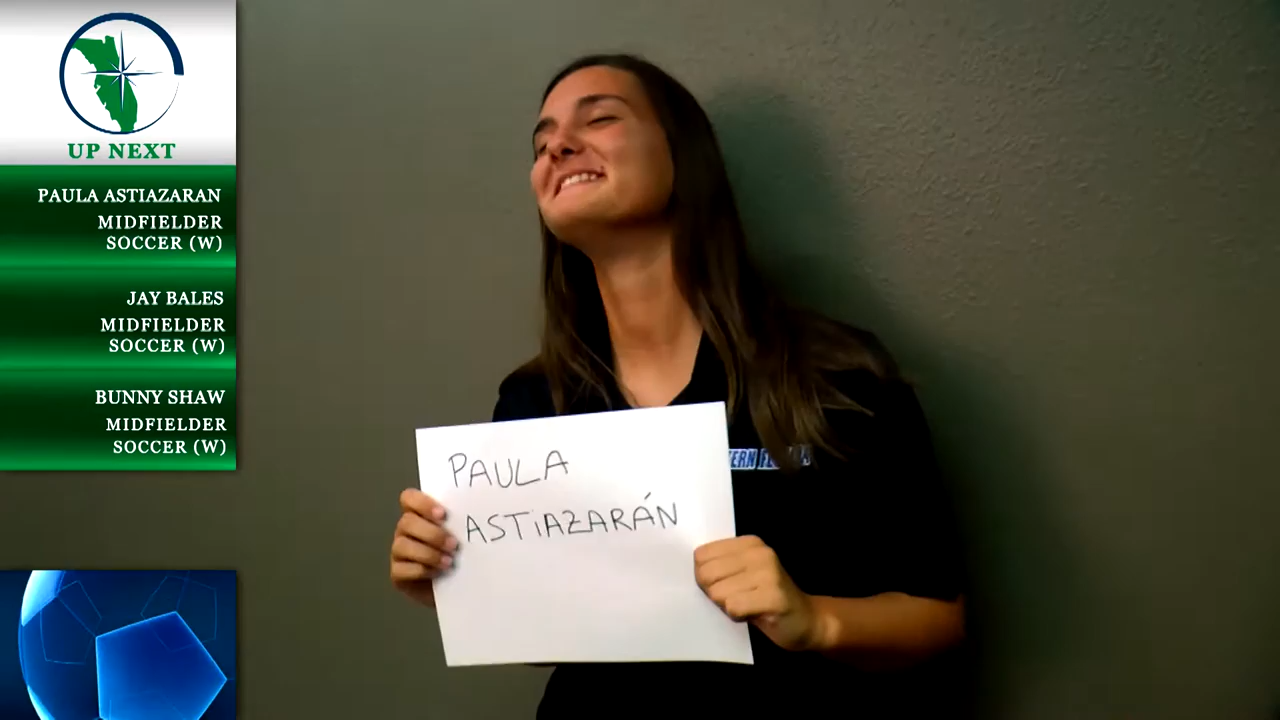 UP NEXT
PAULA ASTIAZARAN
MIDFIELDER
SOCCER (W)
JAY BALES
MIDFIELDER
SOCCER (W)
BUNNY SHAW
MIDFIELDER
SOCCER (W)
PAULA
ASTIAZARÁN